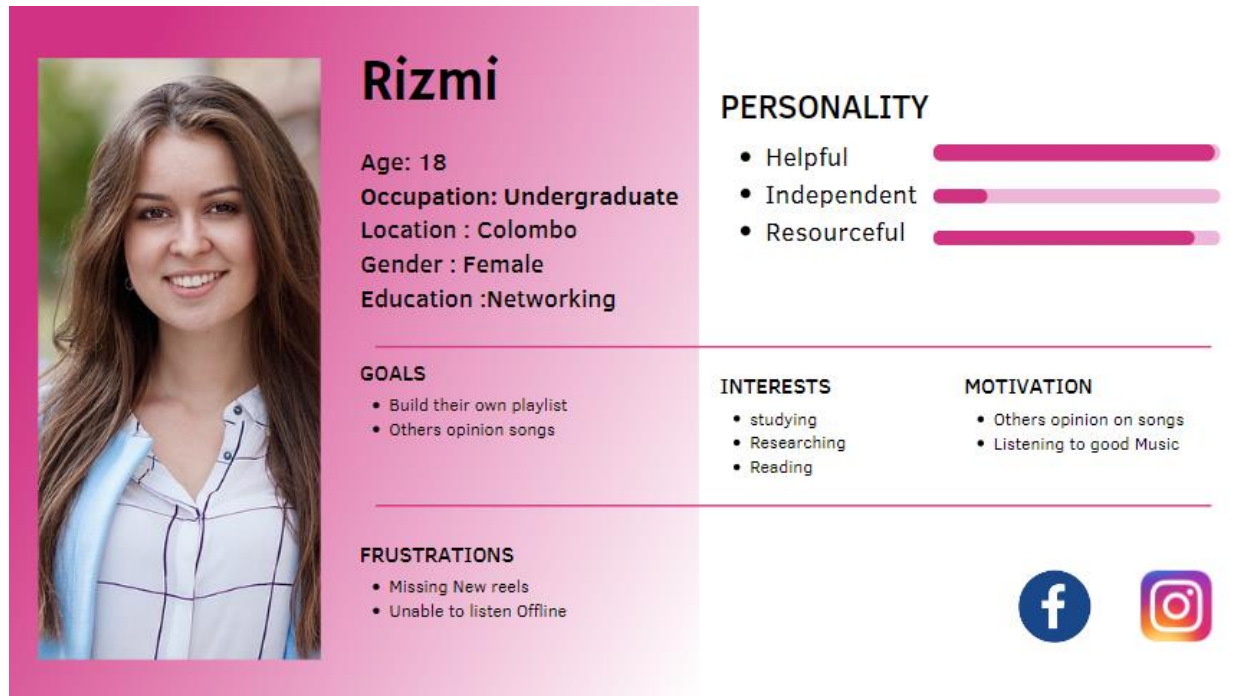 Rizmi
Age: 18
Occupation: Undergraduate
Location : Colombo
Gender : Female
Education :Networking
PERSONALITY
• Helpful
• Independent
• Resourceful
GOALS
• Build their own playlist
• Others opinion songs
INTERESTS
• studying
• Researching
• Reading
MOTIVATION
• Others opinion on songs
• Listening to good Music
FRUSTRATIONS
• Missing New reels
• Unable to listen Offline